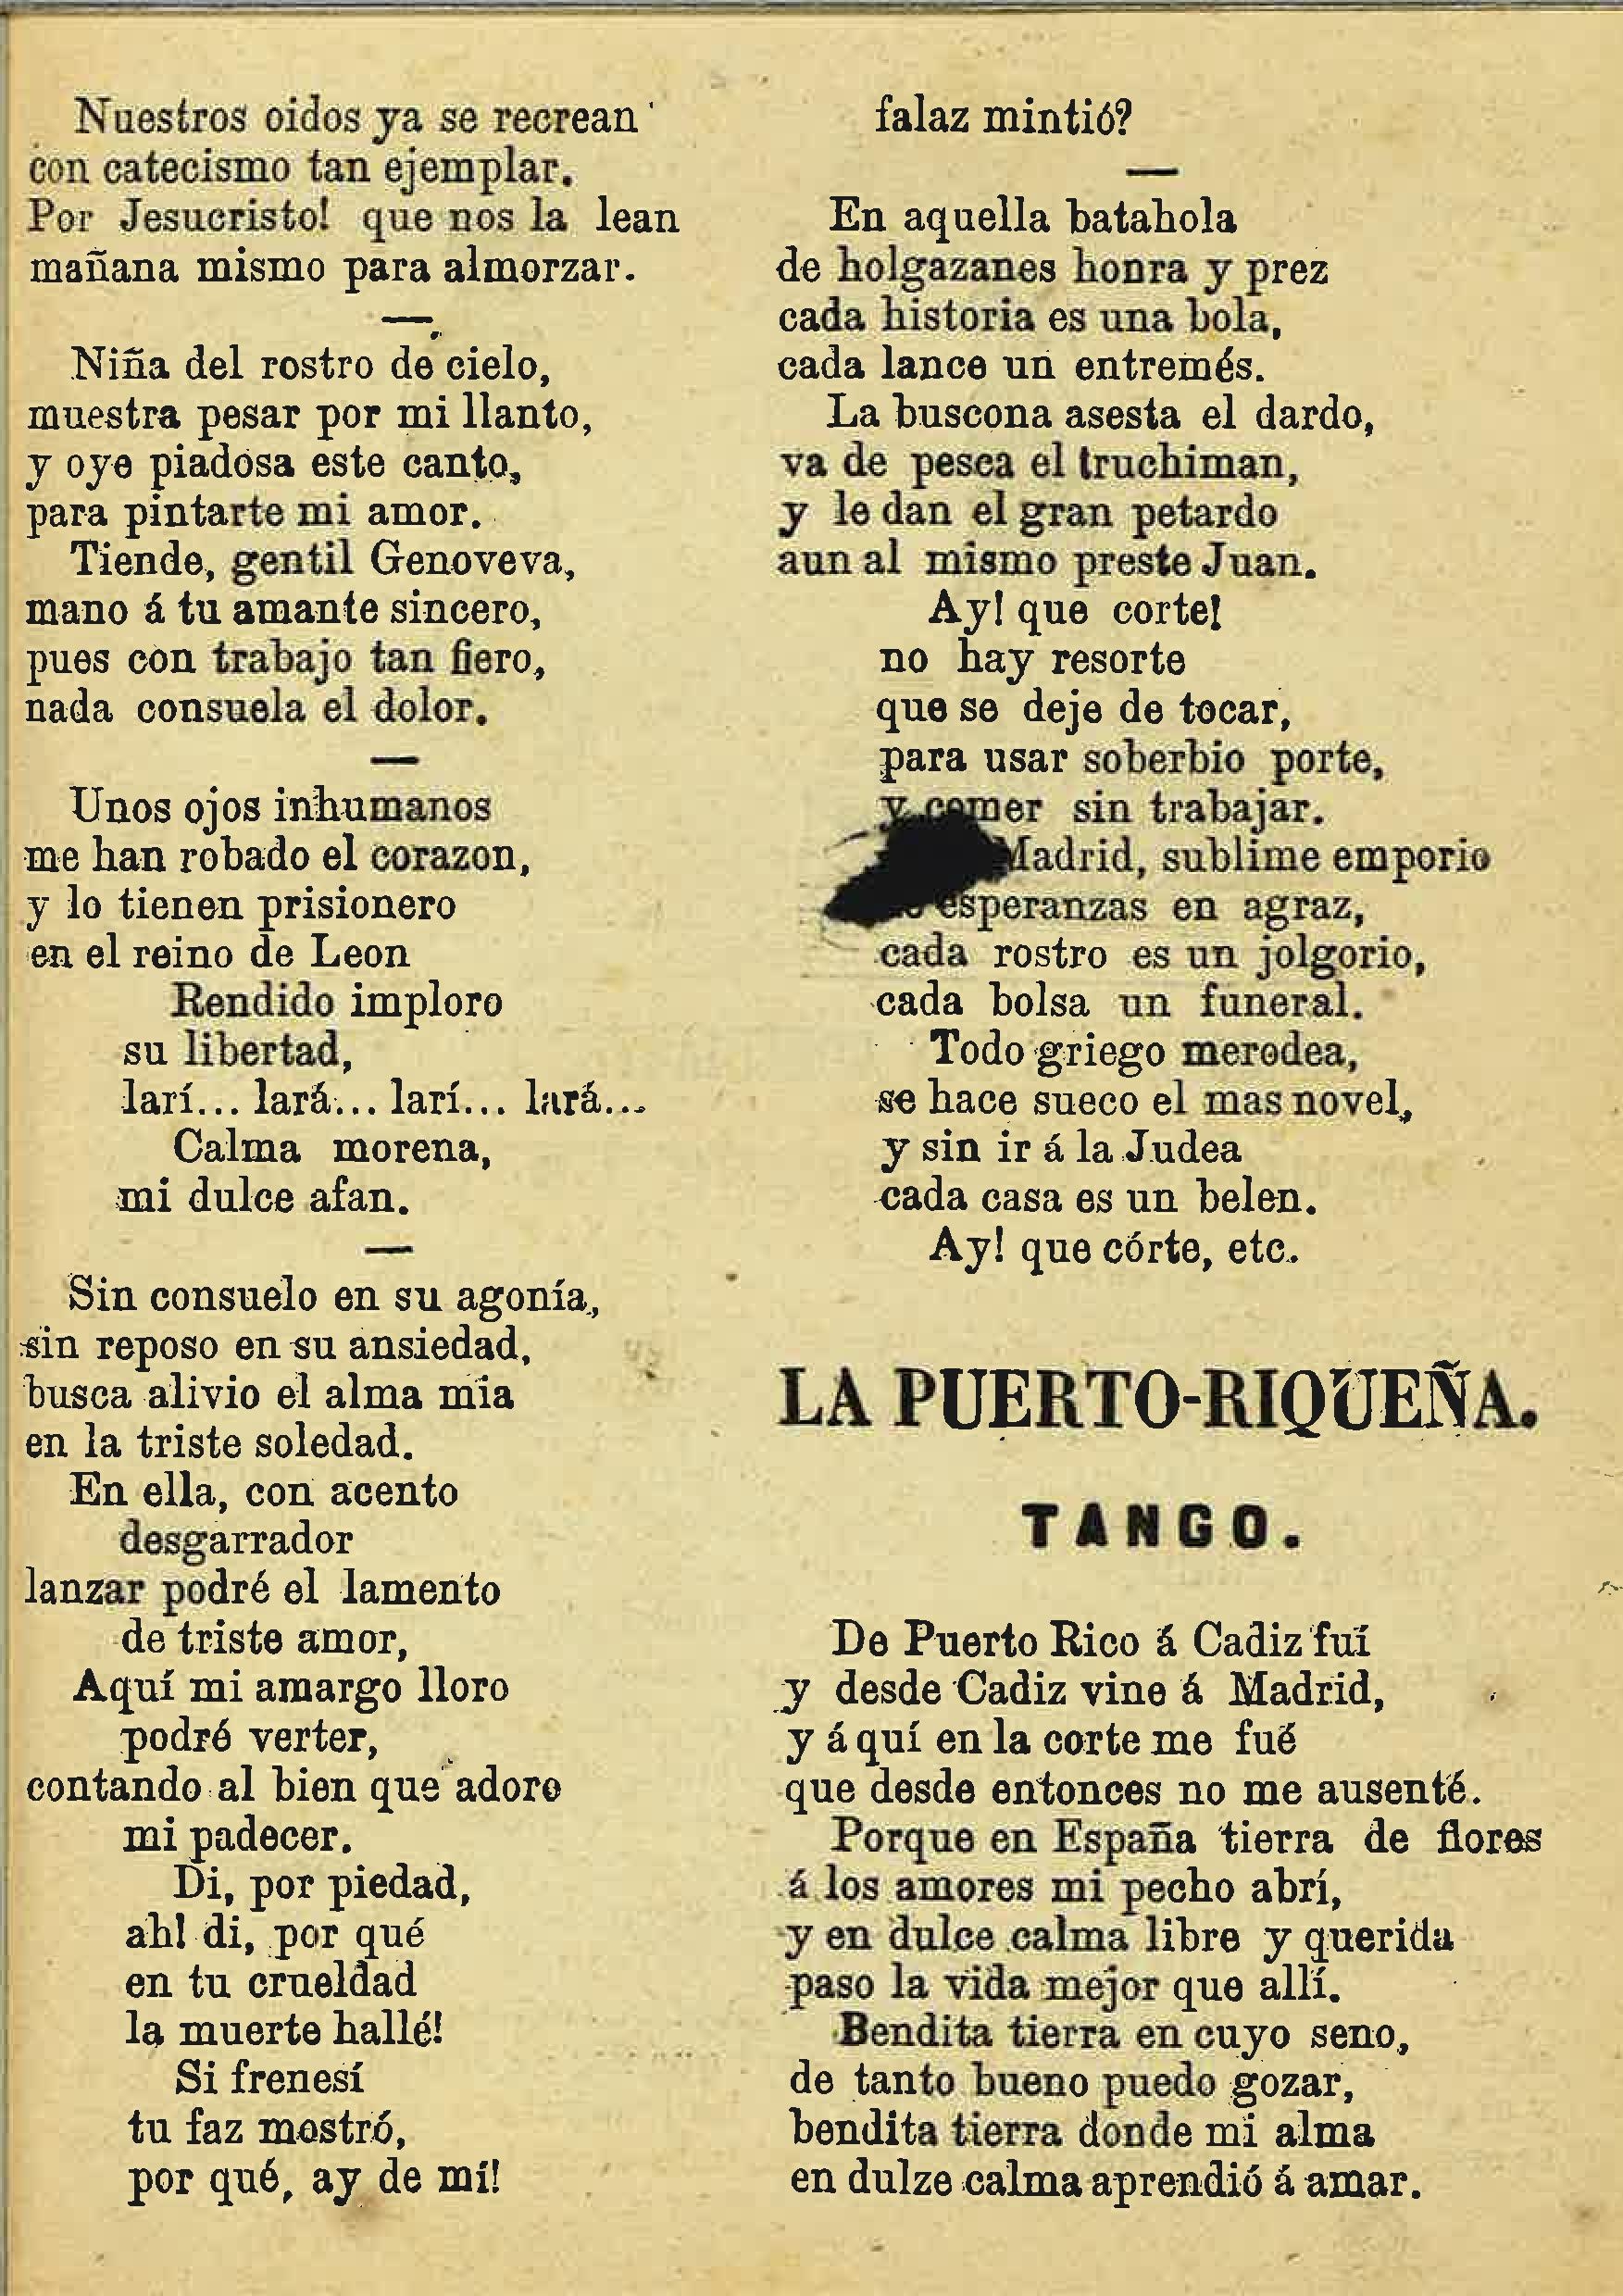 Nuestros oidos ya se recrean
con catecismo tan ejemplar.
Por Jesucristo! que nos la lean
mañana mismo para almorzar.
—
Niña del rostro de cielo,
muestra pesar por mi llanto,
y oye piadosa este canto,
para pintarte mi amor.
Tiende, gentil Genoveva,
mano á tu amante sincero,
pues con trabajo tan fiero,
nada consuela el dolor.
—
Unos ojos inhumanos
me han robado el corazon,
y lo tienen prisionero
en el reino de Leon
Rendido imploro
su libertad,
larí... lará... larí... lará...
Calma morena,
mi dulce afan.
—
Sin consuelo en su agonía,
sin reposo en su ansiedad,
busca alivio el alma mia
en la triste soledad.
En ella, con acento
desgarrador
lanzar podré el lamento
de triste amor,
Aquí mi amargo lloro
podré verter,
contando al bien que adoro
mi padecer.
Di, por piedad,
ah! di, por qué
en tu crueldad
la muerte hallé!
Si frenesí
tu faz mostró,
por qué, ay de mí!
falaz mintió?
—
En aquella batahola
de holgazanes honra y prez
cada historia es una bola,
cada lance un entremés.
La buscona asesta el dardo,
va de pesca el truchiman,
y le dan el gran petardo
aun al mismo preste Juan.
Ay! que corte!
no hay resorte
que se deje de tocar,
para usar soberbio porte,
y comer sin trabajar.
Madrid, sublime emporio
esperanzas en agraz,
cada rostro es un jolgorio,
cada bolsa un funeral.
Todo griego merodea,
se hace sueco el mas novel,
y sin ir á la Judea
cada casa es un belen.
Ay! que córte, etc.
LA PUERTO-RIQUEÑA.
TANGO.
De Puerto Rico á Cadiz fuí
y desde Cadiz vine á Madrid,
y á quí en la corte me fué
que desde entonces no me ausenté.
Porque en España tierra de flores
á los amores mi pecho abrí,
y en dulce calma libre y querida
paso la vida mejor que allí.
Bendita tierra en cuyo seno,
de tanto bueno puedo gozar,
bendita tierra donde mi alma
en dulze calma aprendió á amar.